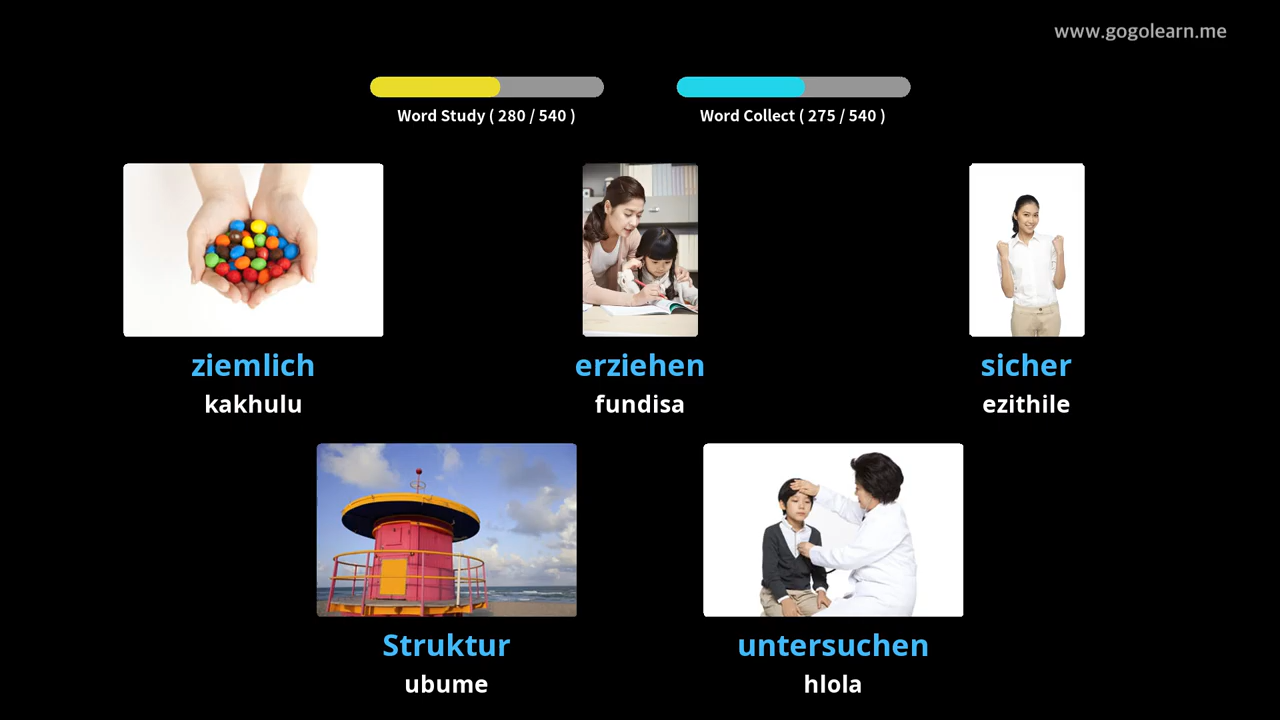 www.gogolearn.me
Word Study ( 280 / 540 )
Word Collect ( 275 / 540 )
ziemlich
kakhulu
erziehen
fundisa
sicher
ezithile
Struktur
ubume
untersuchen
hlola